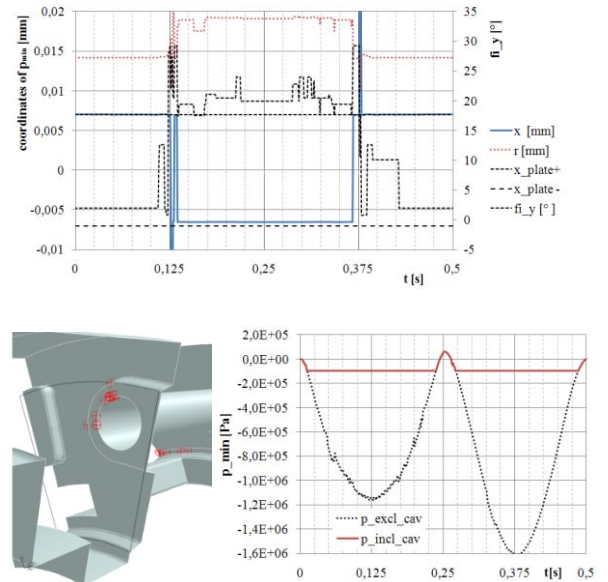 coordinates of pmin [mm]
0,02
0,015
0,01
0,005
0
-0,005
-0,01
35
30
25
20
15
10
5
0
-5
fi_y [°]
0 0,125 0,25 0,375 0,5
t [s]
x [mm]
r [mm]
x_plate+
x_plate-
fi_y [° ]
p_min [Pa]
2,0E+05
0,0E+00
-2,0E+05
-4,0E+05
-6,0E+05
-8,0E+05
-1,0E+06
-1,2E+06
-1,4E+06
-1,6E+06
p_excl_cav
p_incl_cav
0 0,125 0,25 0,375 t[s] 0,5